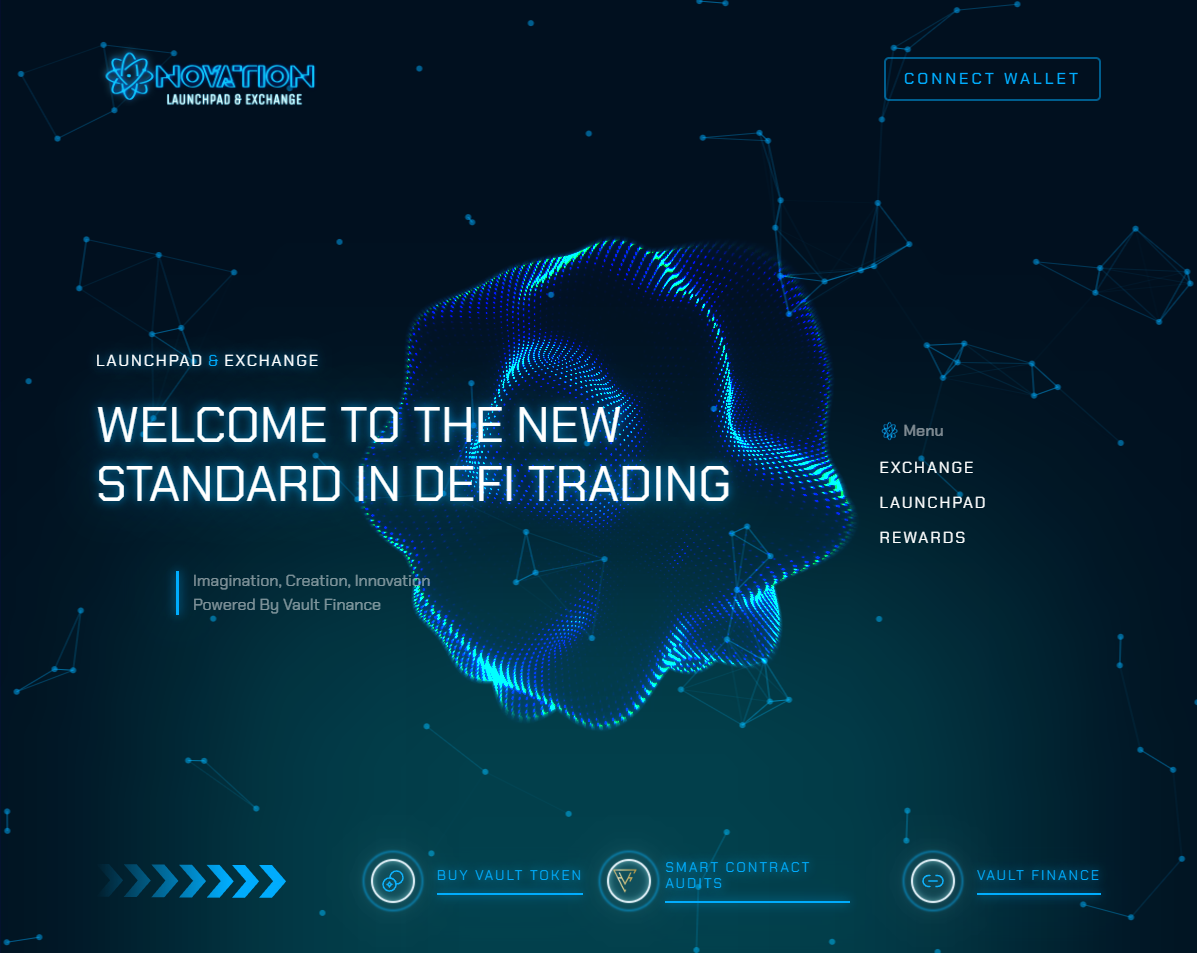 NOVATION
LAUNCHPAD & EXCHANGE
CONNECT WALLET
LAUNCHPAD & EXCHANGE
WELCOME TO THE NEW
STANDARD IN DEFI TRADING
Imagination, Creation, Innovation
Powered By Vault Finance
Menu
EXCHANGE
LAUNCHPAD
REWARDS
BUY VAULT TOKEN
SMART CONTRACT
AUDITS
VAULT FINANCE